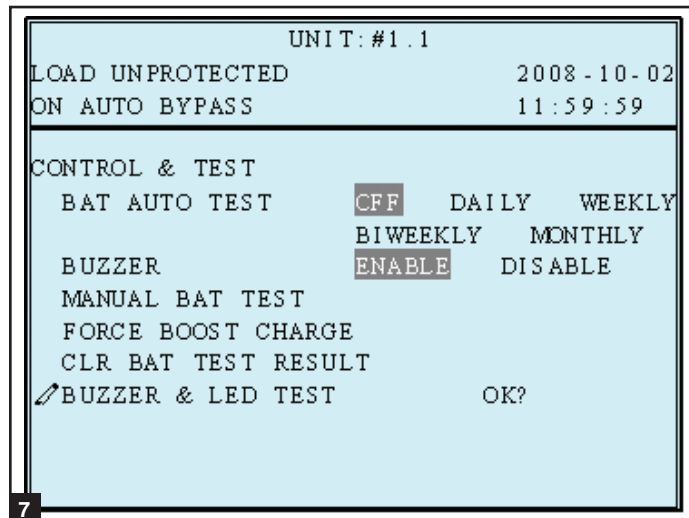 UNIT:#1.1
LOAD UNPROTECTED 2008-10-02
ON AUTO BYPASS 11:59:59
CONTROL & TEST
BAT AUTO TEST CFF DAILY WEEKLY
BIWEEKLY MONTHLY
BUZZER ENABLE DISABLE
MANUAL BAT TEST
FORCE BOOST CHARGE
CLR BAT TEST RESULT
BUZZER & LED TEST OK?
7